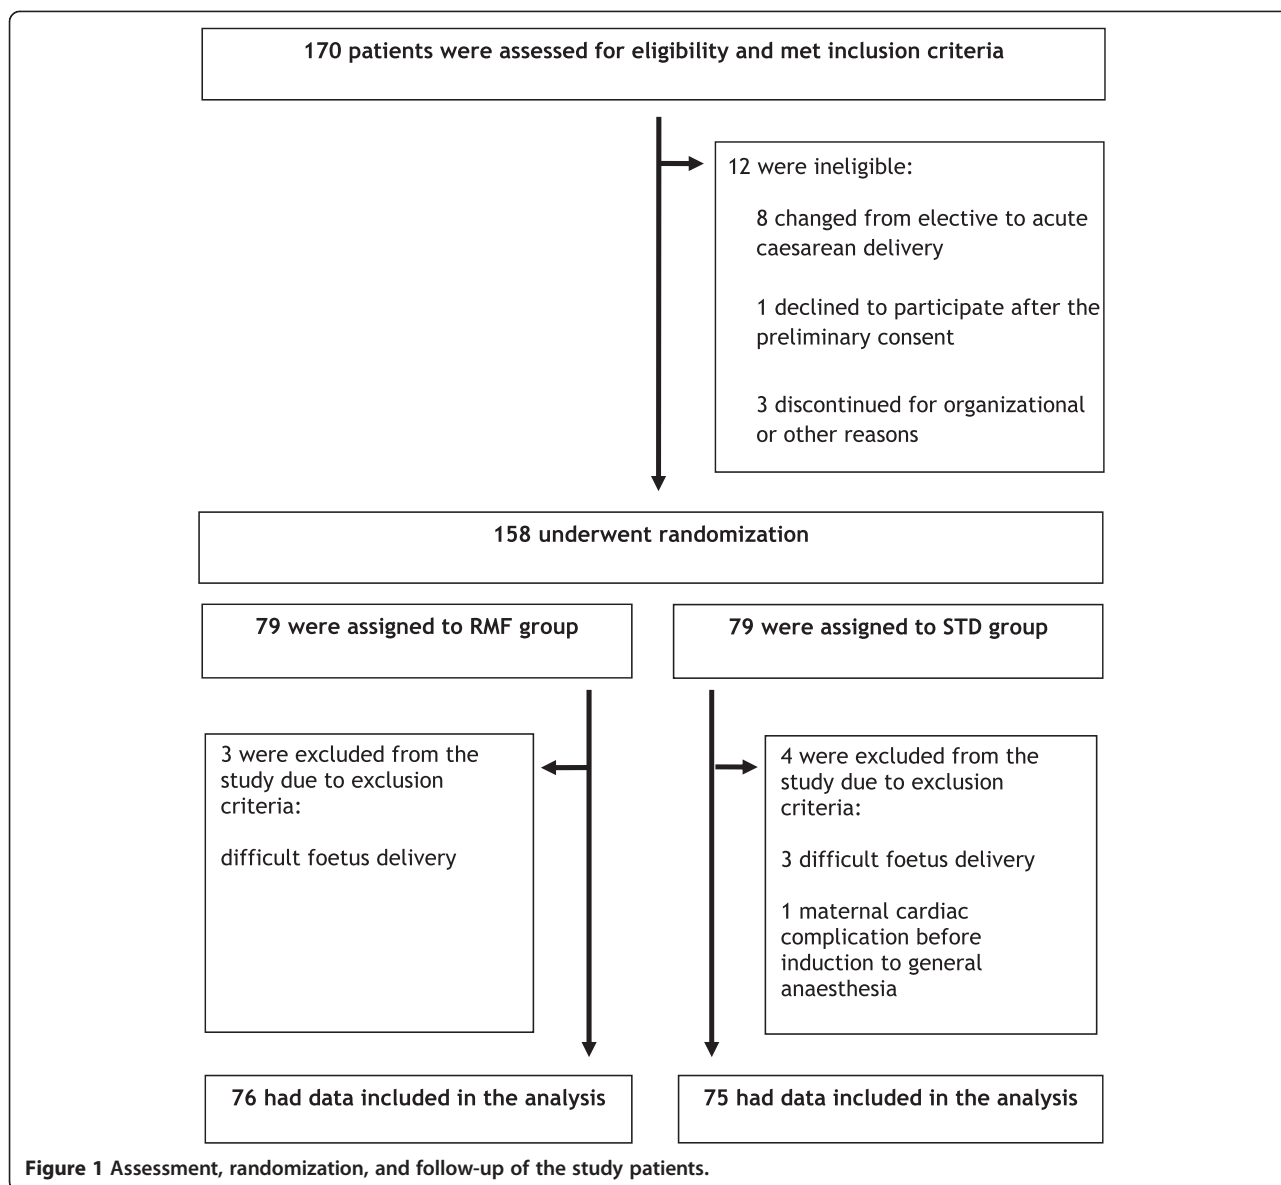 170 patients were assessed for eligibility and met inclusion criteria
12 were ineligible:
8 changed from elective to acute
caesarean delivery
1 declined to participate after the
preliminary consent
3 discontinued for organizational
or other reasons
158 underwent randomization
79 were assigned to RMF group
79 were assigned to STD group
3 were excluded from the
study due to exclusion
criteria:
difficult foetus delivery
4 were excluded from the
study due to exclusion
criteria:
3 difficult foetus delivery
1 maternal cardiac
complication before
induction to general
anaesthesia
76 had data included in the analysis
75 had data included in the analysis
Figure 1 Assessment, randomization, and follow-up of the study patients.